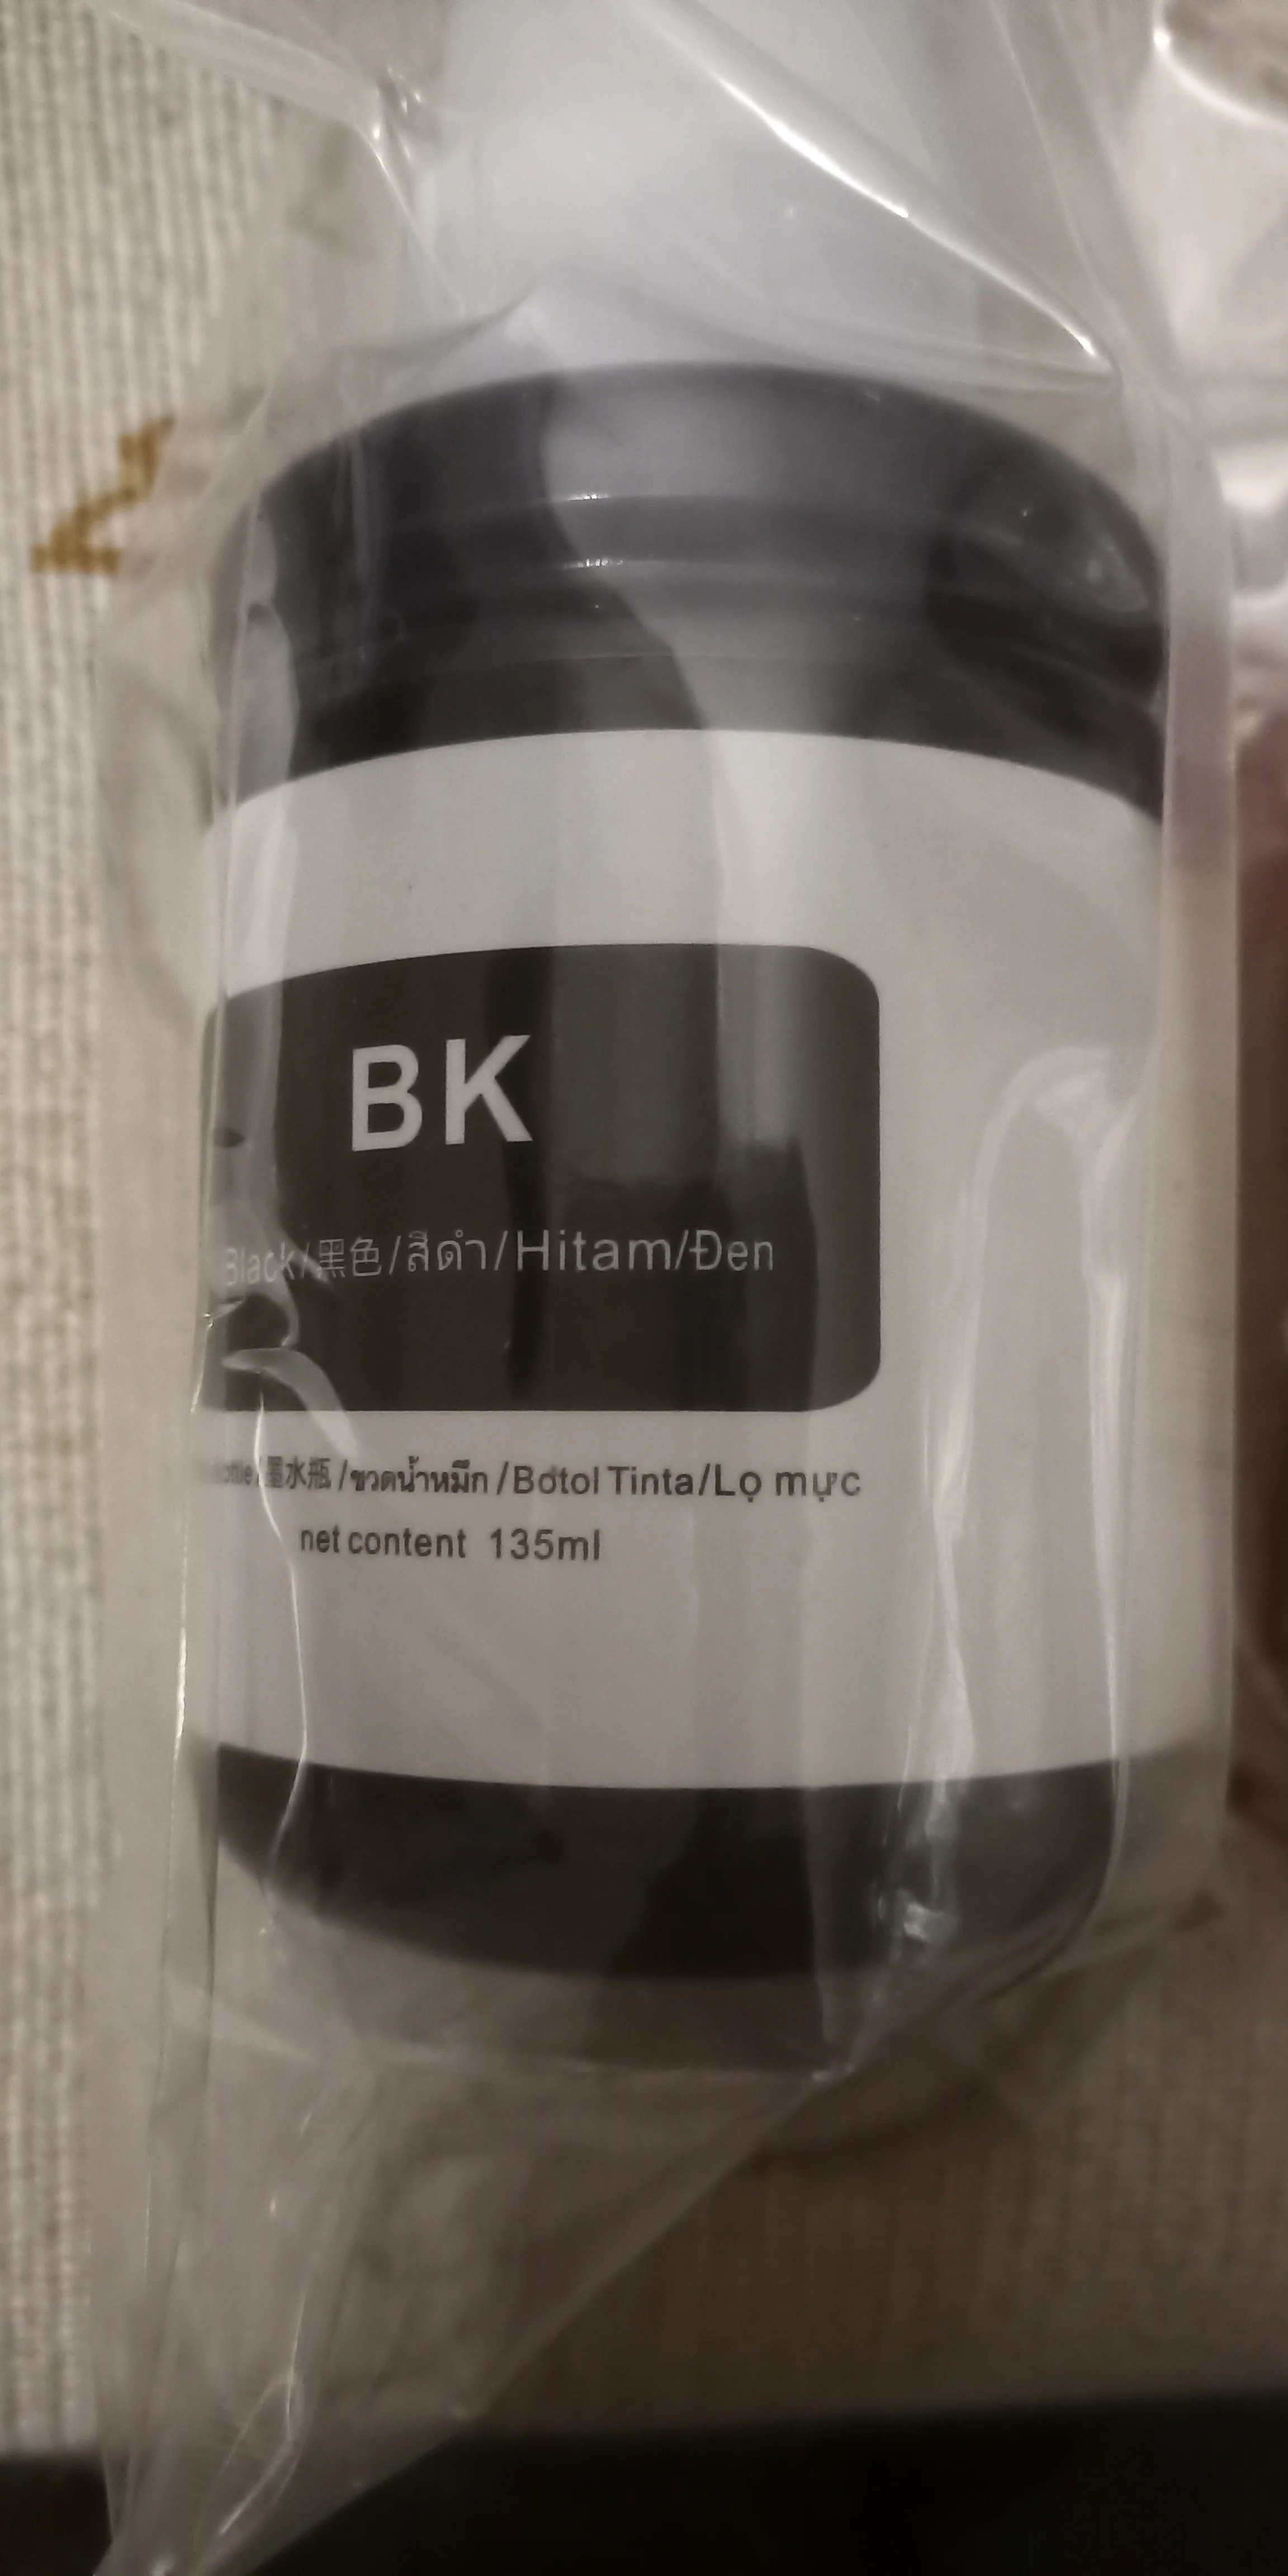 BK
Black/黑色/สีดำ/Hitam/Đen
墨水瓶/ขวดน้ำหมึก/Botol Tinta/Lọ mực
net content 135ml